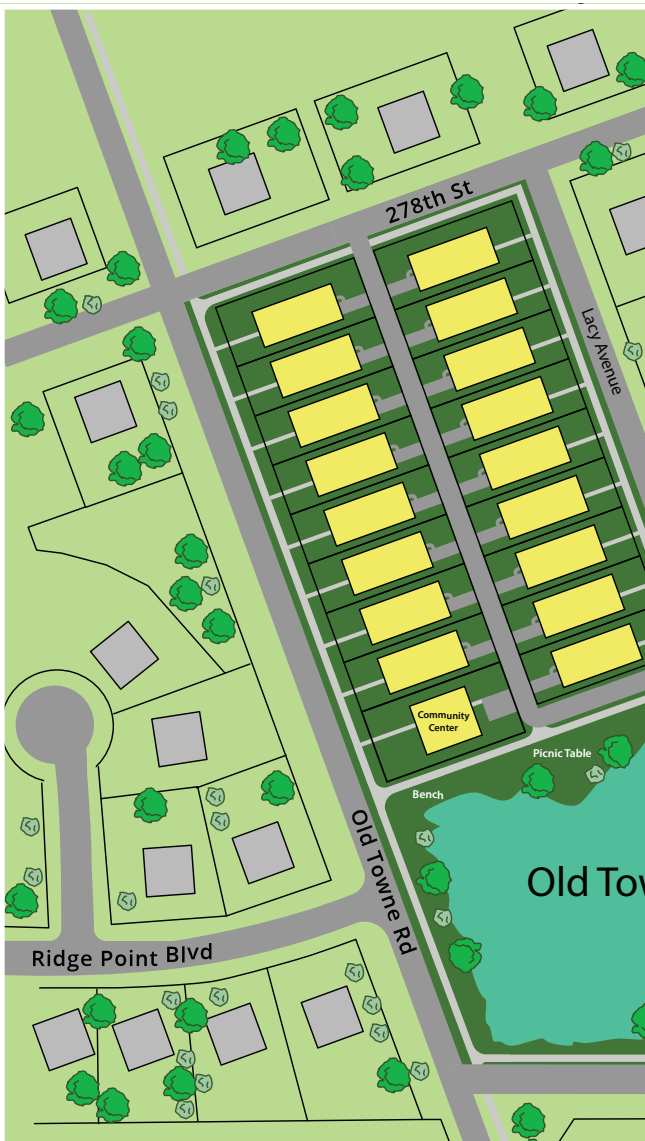 278th St
Lacy Avenue
Community
Center
Picnic Table
Bench
Old Towne Rd
Old Tow
Ridge Point Blvd